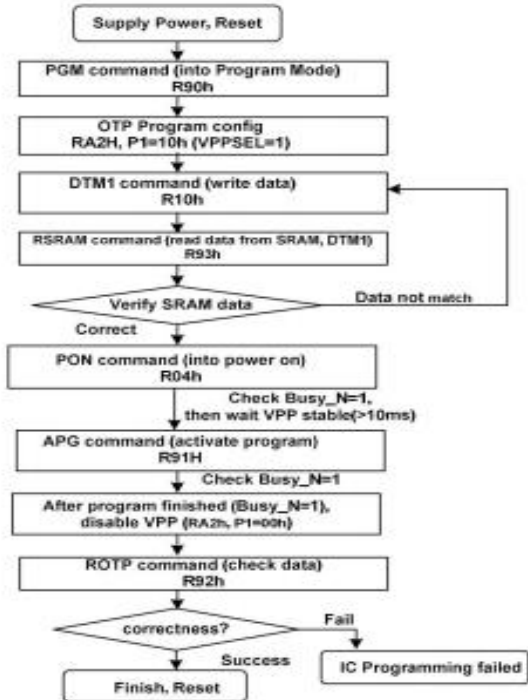 Supply Power, Reset
PGM command (into Program Mode)
R90h
OTP Program config
RA2H, P1=10h (VPPSEL=1)
DTM1 command (write data)
R10h
RSRAM command (read data from SRAM, DTM1)
R93h
Verify SRAM data
Data not match
Correct
PON command (into power on)
R04h
Check Busy_N=1,
then wait VPP stable(>10ms)
APG command (activate program)
R91H
Check Busy_N=1
After program finished (Busy_N=1),
disable VPP (RA2h, P1=00h)
ROTP command (check data)
R92h
correctness?
Fail
Success
IC Programming failed
Finish, Reset